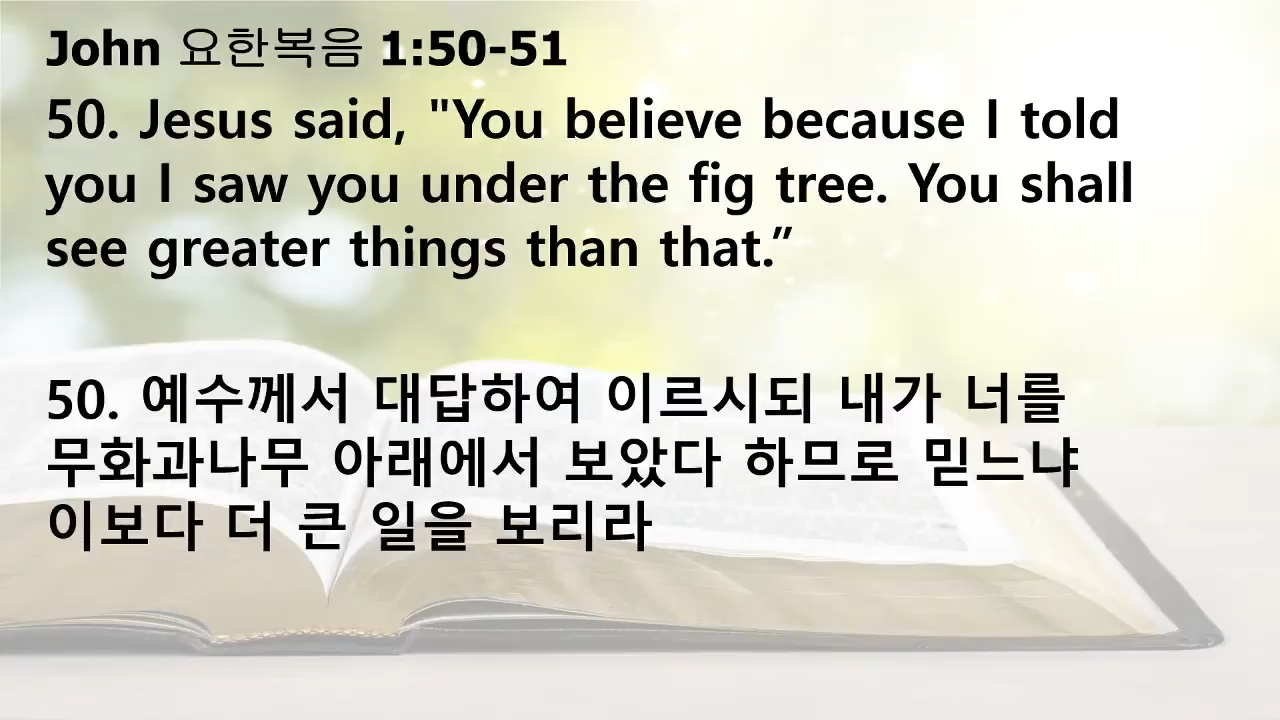 John 요한복음 1:50-51
50. Jesus said, "You believe because I told
you I saw you under the fig tree. You shall
see greater things than that.”
50. 예수께서 대답하여 이르시되 내가 너를
무화과나무 아래에서 보았다 하므로 믿느냐
이보다 더 큰 일을 보리라